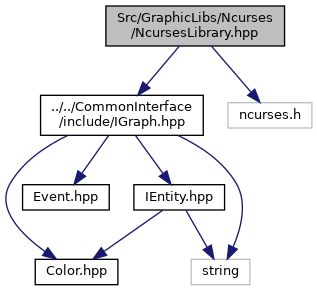 Src/GraphicLibs/Ncurses
/NcursesLibrary.hpp
../../CommonInterface
/include/IGraph.hpp
ncurses.h
Event.hpp
IEntity.hpp
Color.hpp
string